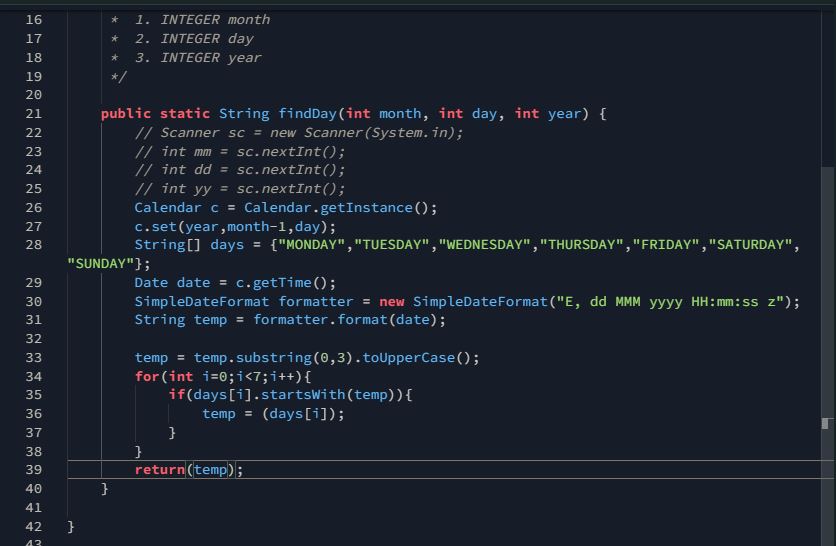 16 * 1. INTEGER month
17 * 2. INTEGER day
18 * 3. INTEGER year
19 */
20
21 public static String findDay(int month, int day, int year) {
22 // Scanner sc = new Scanner(System.in);
23 // int mm = sc.nextInt();
24 // int dd = sc.nextInt();
25 // int yy = sc.nextInt();
26 Calendar c = Calendar.getInstance();
27 c.set(year,month-1,day);
28 String[] days = {"MONDAY","TUESDAY","WEDNESDAY","THURSDAY","FRIDAY","SATURDAY",
"SUNDAY"};
29 Date date = c.getTime();
30 SimpleDateFormat formatter = new SimpleDateFormat("E, dd MMM yyyy HH:mm:ss z");
31 String temp = formatter.format(date);
32
33 temp = temp.substring(0,3).toUpperCase();
34 for(int i=0;i<7;i++){
35 if(days[i].startsWith(temp)){
36 temp = (days[i]);
37 }
38 }
39 return(temp);
40 }
41
42 }
43